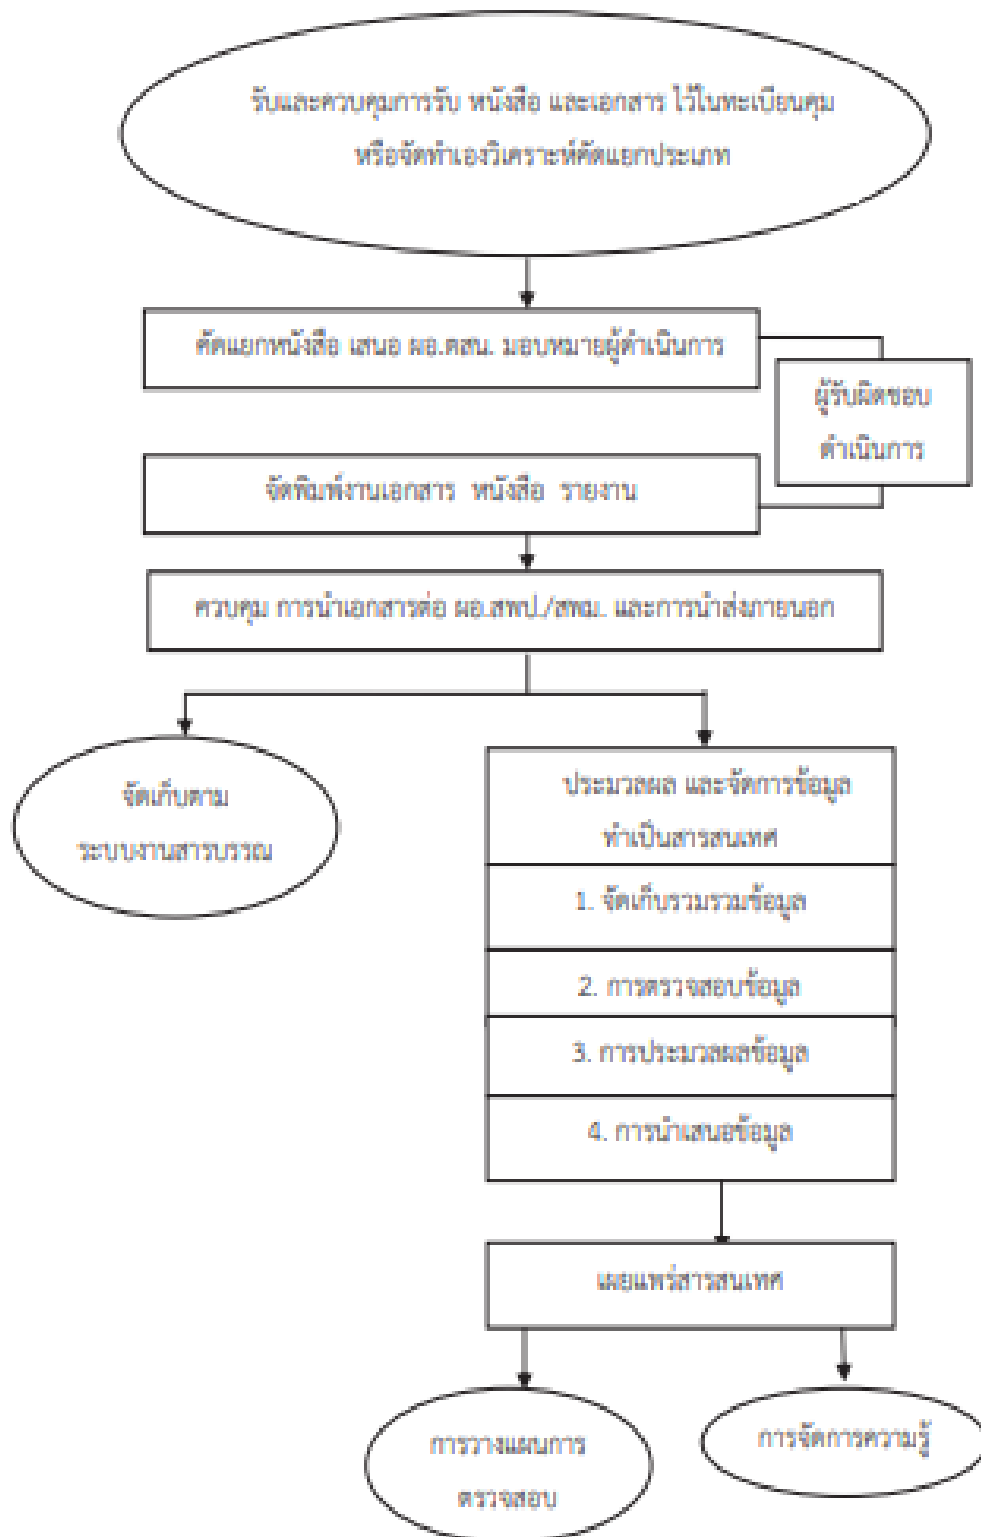 รับและควบคุมการรับ หนังสือ และเอกสาร ไว้ในทะเบียนคุม
หรือจัดทำเองวิเคราะห์คัดแยกประเภท
คัดแยกหนังสือ เสนอ ผอ.ตสน. มอบหมายผู้ดำเนินการ
ผู้รับผิดชอบ
ดำเนินการ
จัดพิมพ์งานเอกสาร หนังสือ รายงาน
ควบคุม การนำเอกสารต่อ ผอ.สพป./สพม. และการนำส่งภายนอก
จัดเก็บตาม
ระบบงานสารบรรณ
ประมวลผล และจัดการข้อมูล
ทำเป็นสารสนเทศ
1. จัดเก็บรวมรวมข้อมูล
2. การตรวจสอบข้อมูล
3. การประมวลผลข้อมูล
4. การนำเสนอข้อมูล
เผยแพร่สารสนเทศ
การวางแผนการ
ตรวจสอบ
การจัดการความรู้